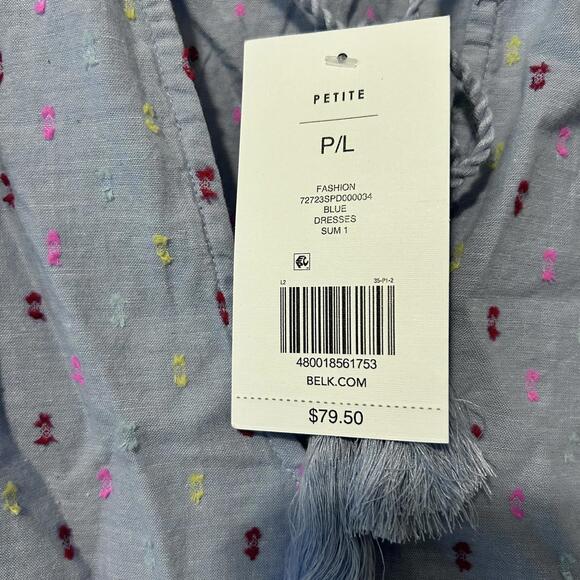 PETITE
P/L
FASHION
72723SPD000034
BLUE
DRESSES
SUM 1
L2 35-P1-2
480018561753
BELK.COM
$79.50